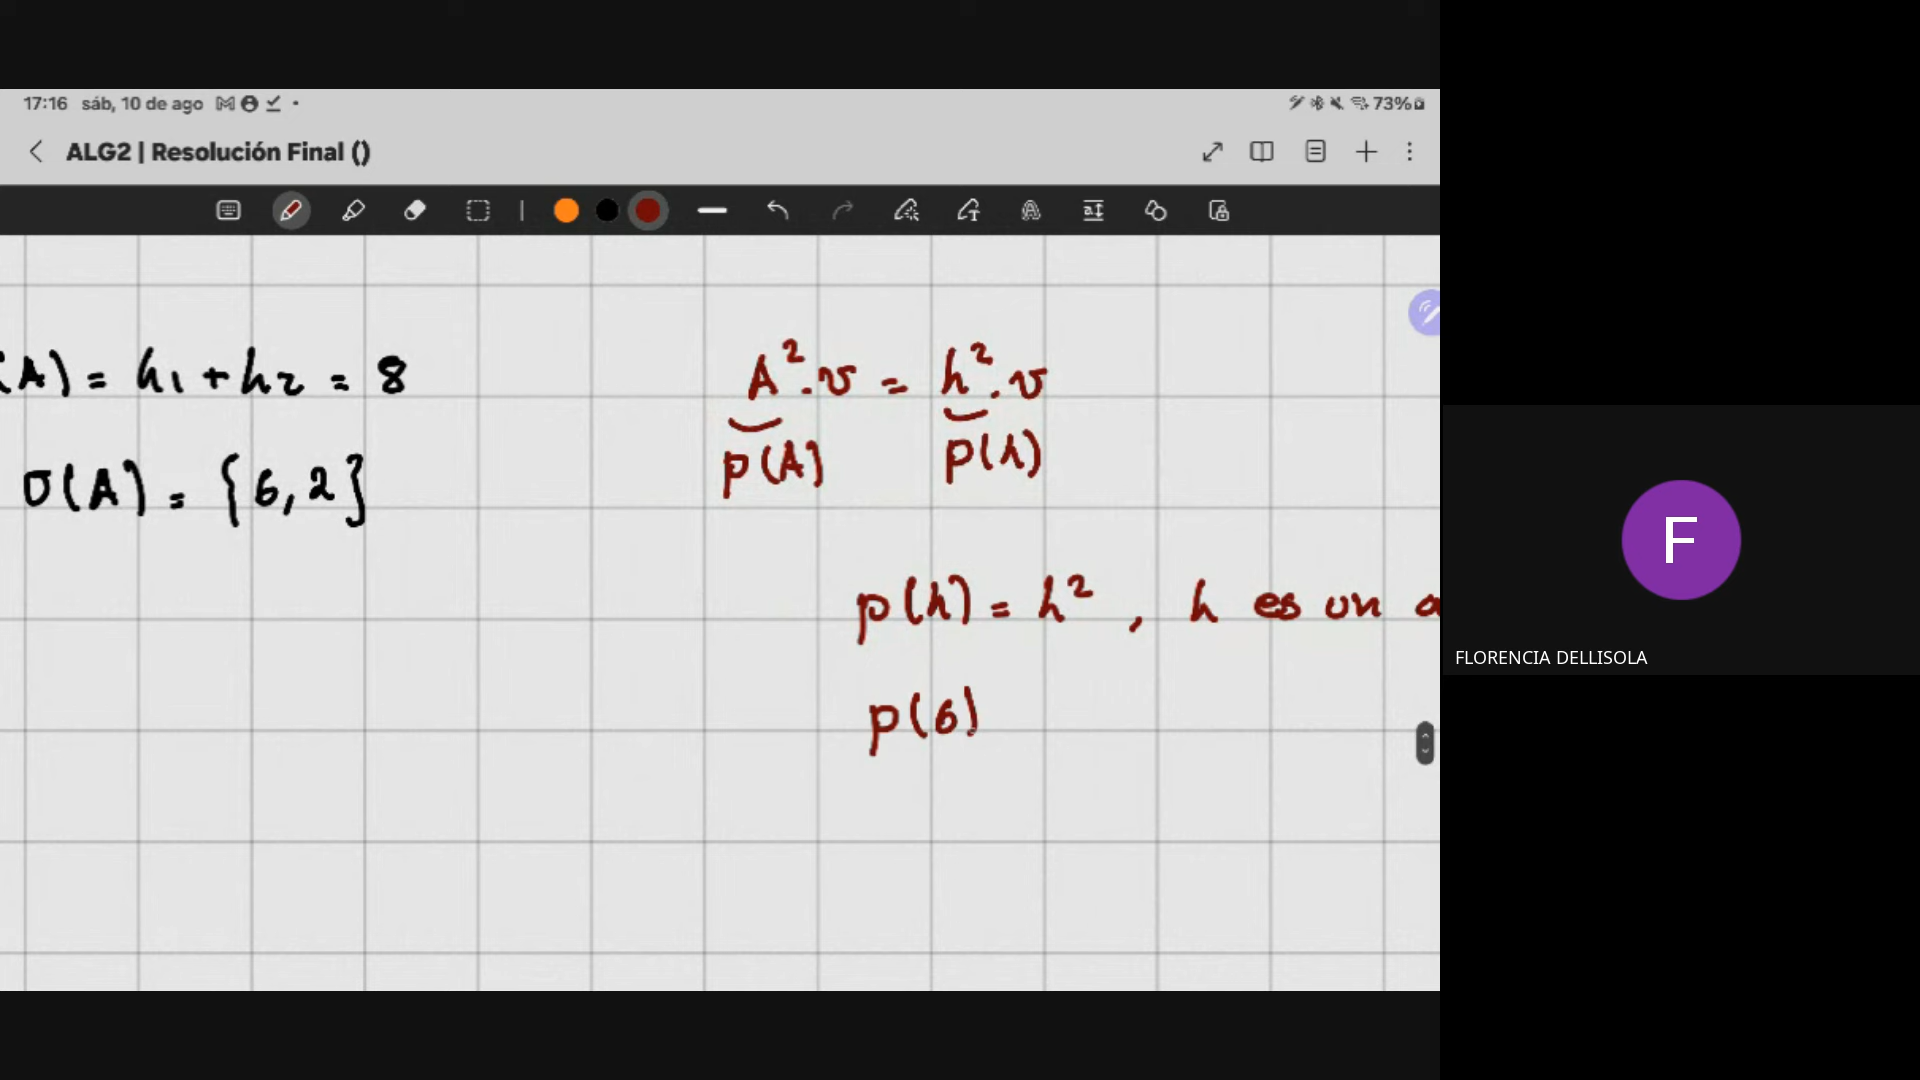 17:16 sáb, 10 de ago
73%
ALG2 | Resolución Final ()
(A) = λ1 + λ2 = 8
σ(A) = {6, 2}
A².v = λ².v
p(A) p(λ)
p(λ) = λ² , λ es un a
p(6)
F
FLORENCIA DELLISOLA